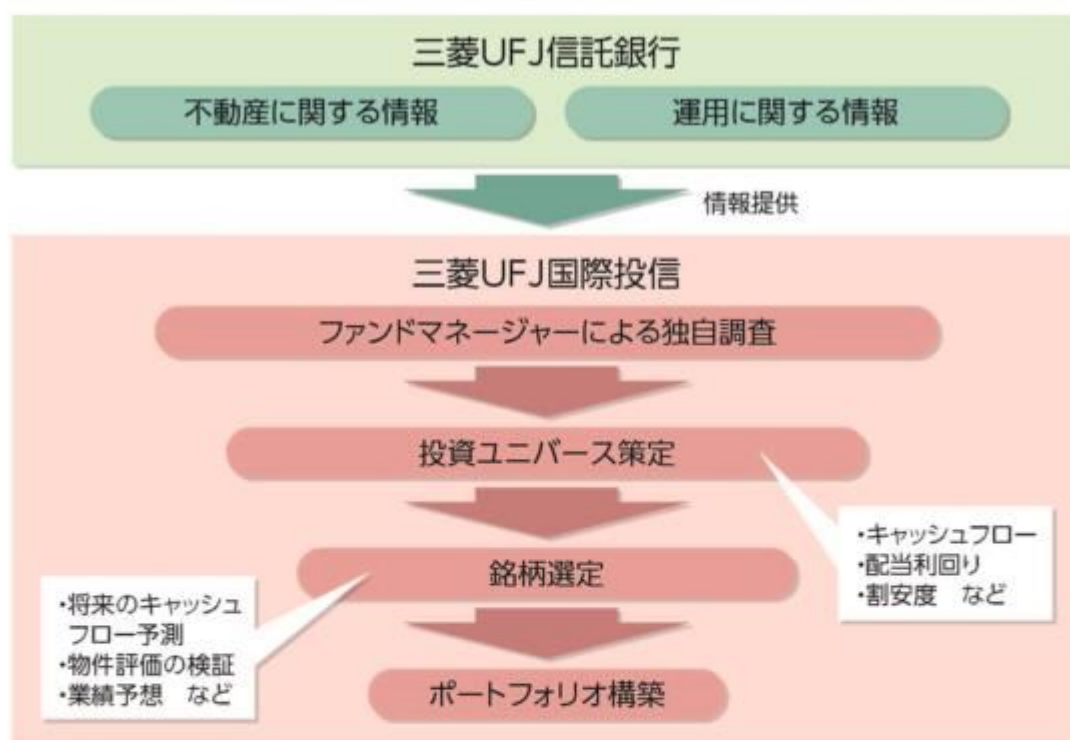 三菱UFJ信託銀行
不動産に関する情報
運用に関する情報
情報提供
三菱UFJ国際投信
ファンドマネージャーによる独自調査
投資ユニバース策定
・キャッシュフロー
・配当利回り
・割安度　など
銘柄選定
・将来のキャッシュ
フロー予測
・物件評価の検証
・業績予想　など
ポートフォリオ構築